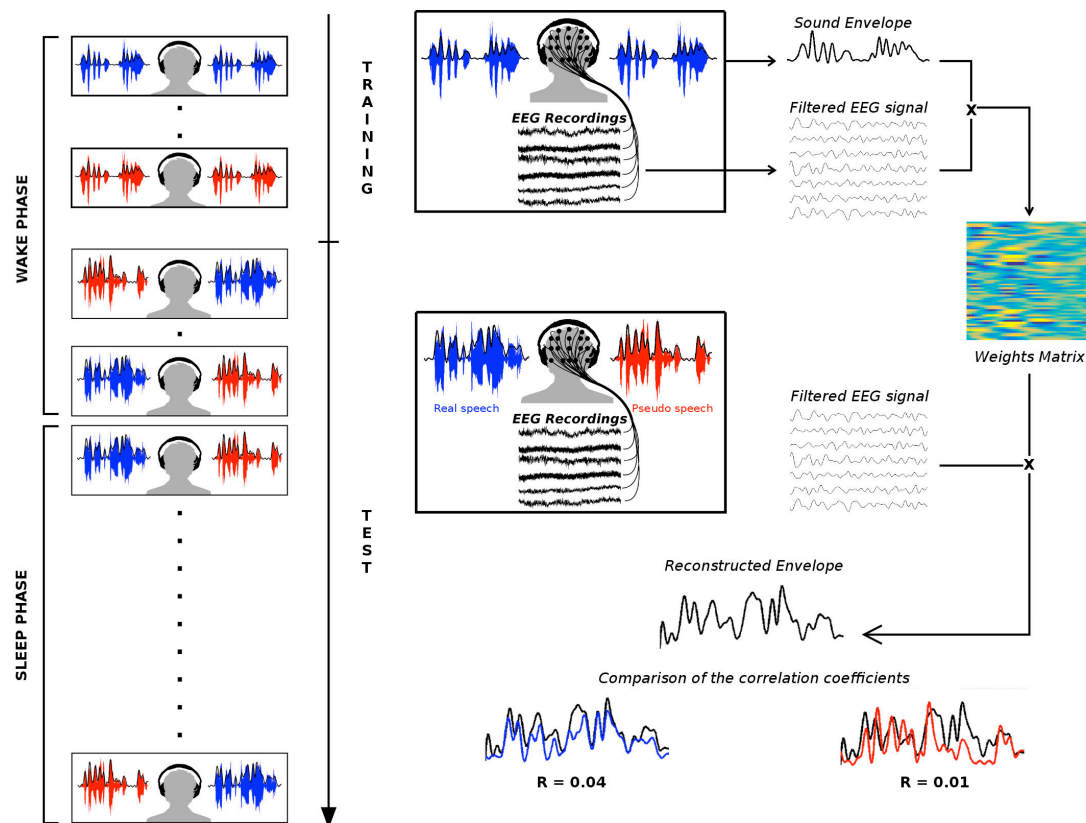 WAKE PHASE
SLEEP PHASE
TRAINING
TEST
EEG Recordings
Sound Envelope
Filtered EEG signal
x
Weights Matrix
Real speech
Pseudo speech
EEG Recordings
Filtered EEG signal
x
Reconstructed Envelope
Comparison of the correlation coefficients
R = 0.04
R = 0.01